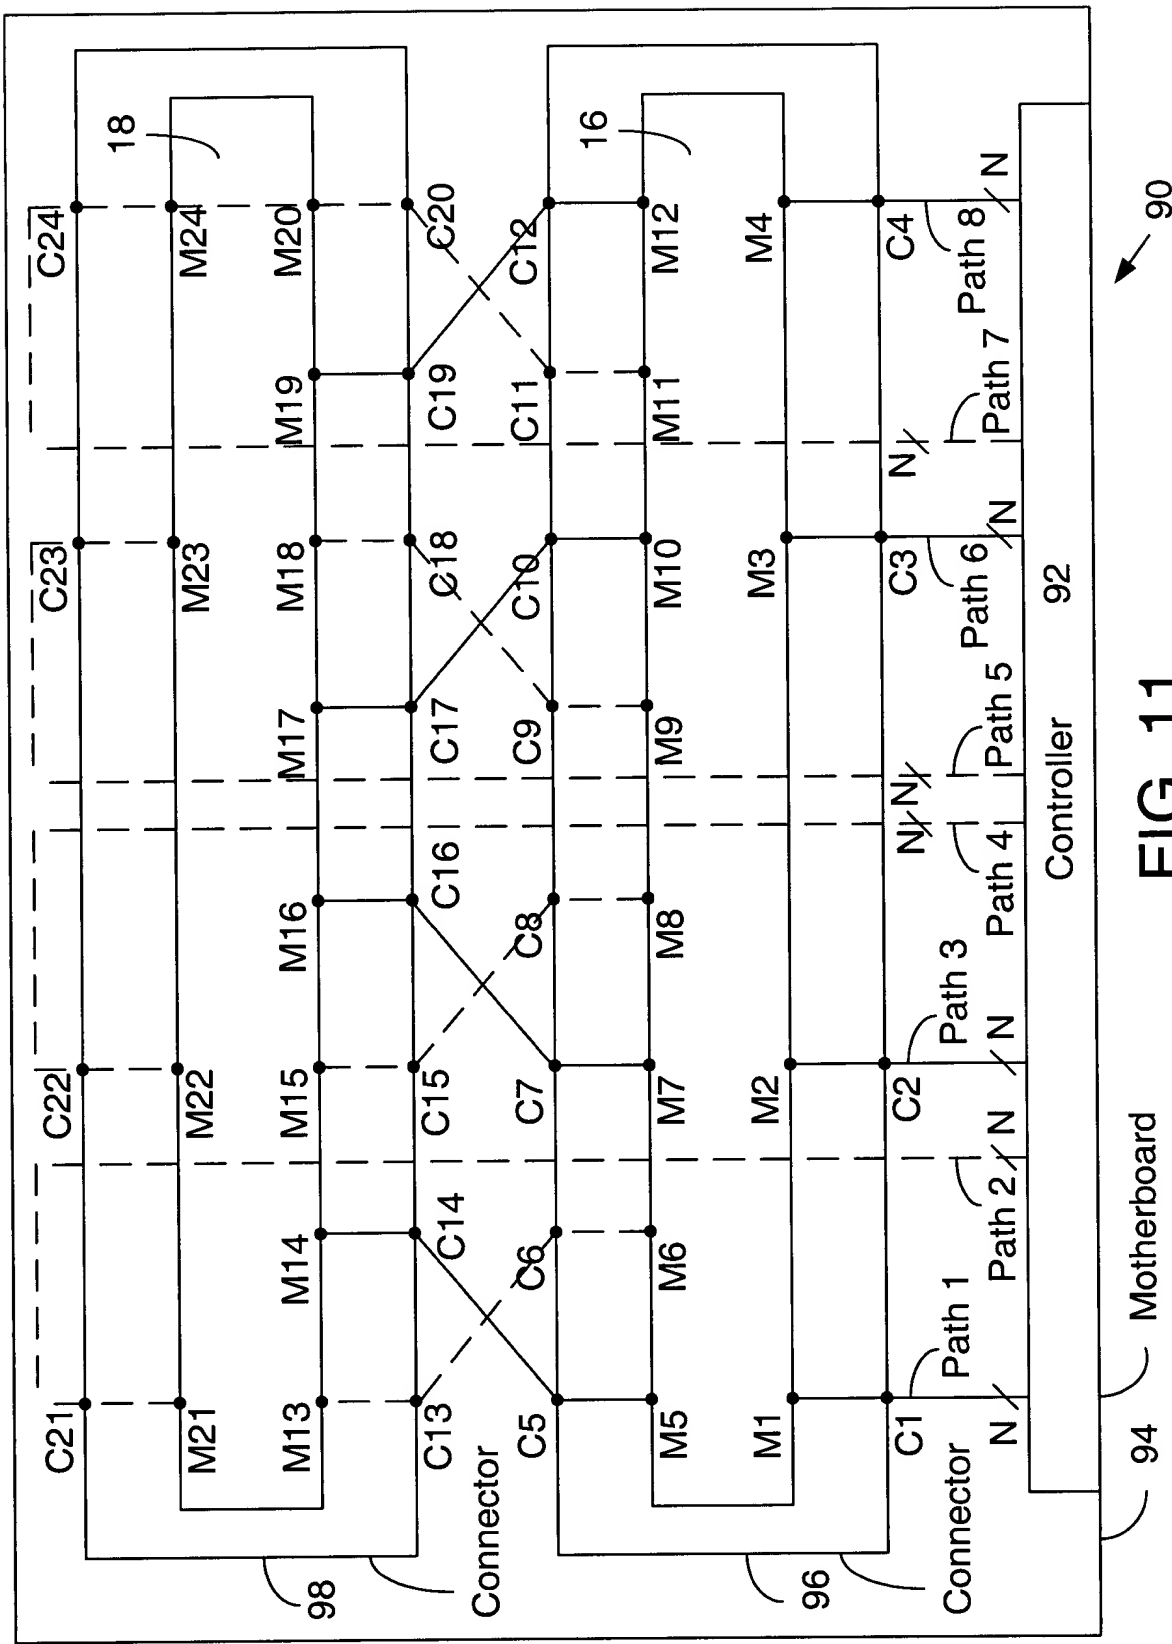 C21
C22
C23
C24
18
M21
M22
M23
M24
M13
M14
M15
M16
M17
M18
M19
M20
C13
C14
C15
C16
C17
C18
C19
C20
98
Connector
C5
C6
C7
C8
C9
C10
C11
C12
16
M5
M6
M7
M8
M9
M10
M11
M12
M1
M2
M3
M4
C1
C2
C3
C4
96
Connector
N
Path 1
N
Path 2
N
Path 3
N
Path 4
N
Path 5
N
Path 6
N
Path 7
N
Path 8
Controller
92
94
Motherboard
90
FIG. 11